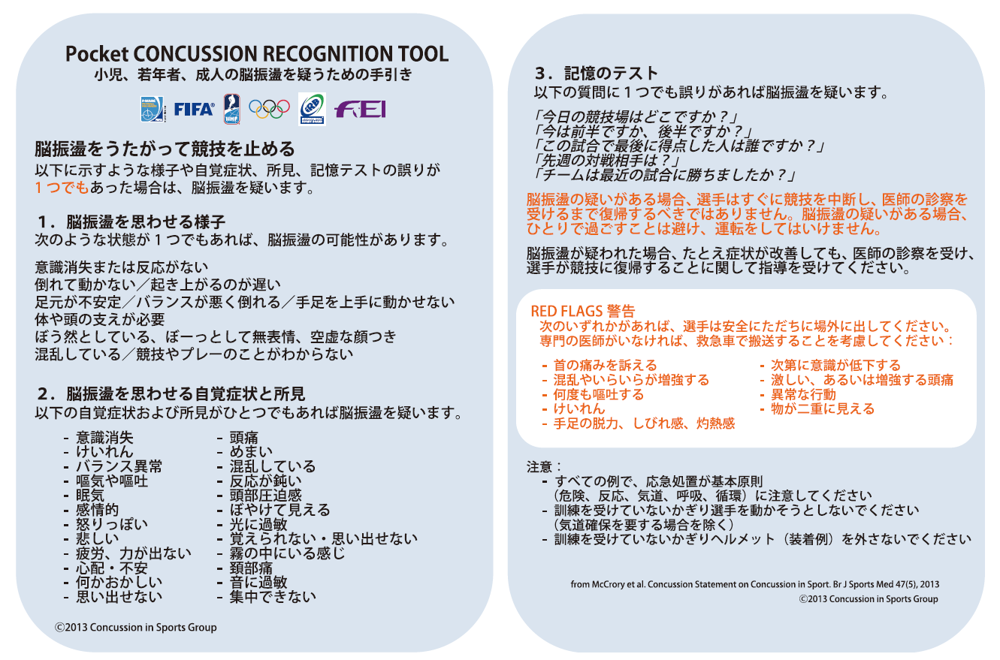 Pocket CONCUSSION RECOGNITION TOOL
小児、若年者、成人の脳振盪を疑うための手引き
F-MARC
FIFA®
IIHF
iRB
INTERNATIONAL RUGBY BOARD
FEI
脳振盪をうたがって競技を止める
以下に示すような様子や自覚症状、所見、記憶テストの誤りが
1つでもあった場合は、脳振盪を疑います。
1．脳振盪を思わせる様子
次のような状態が1つでもあれば、脳振盪の可能性があります。
意識消失または反応がない
倒れて動かない／起き上がるのが遅い
足元が不安定／バランスが悪く倒れる／手足を上手に動かせない
体や頭の支えが必要
ぼう然としている、ぼーっとして無表情、空虚な顔つき
混乱している／競技やプレーのことがわからない
2．脳振盪を思わせる自覚症状と所見
以下の自覚症状および所見がひとつでもあれば脳振盪を疑います。
- 意識消失
- けいれん
- バランス異常
- 嘔気や嘔吐
- 眠気
- 感情的
- 怒りっぽい
- 悲しい
- 疲労、力が出ない
- 心配・不安
- 何かおかしい
- 思い出せない
- 頭痛
- めまい
- 混乱している
- 反応が鈍い
- 頭部圧迫感
- ぼやけて見える
- 光に過敏
- 覚えられない・思い出せない
- 霧の中にいる感じ
- 頚部痛
- 音に過敏
- 集中できない
©2013 Concussion in Sports Group
3．記憶のテスト
以下の質問に1つでも誤りがあれば脳振盪を疑います。
「今日の競技場はどこですか？」
「今は前半ですか、後半ですか？」
「この試合で最後に得点した人は誰ですか？」
「先週の対戦相手は？」
「チームは最近の試合に勝ちましたか？」
脳振盪の疑いがある場合、選手はすぐに競技を中断し、医師の診察を
受けるまで復帰するべきではありません。脳振盪の疑いがある場合、
ひとりで過ごすことは避け、運転をしてはいけません。
脳振盪が疑われた場合、たとえ症状が改善しても、医師の診察を受け、
選手が競技に復帰することに関して指導を受けてください。
RED FLAGS 警告
次のいずれかがあれば、選手は安全にただちに場外に出してください。
専門の医師がいなければ、救急車で搬送することを考慮してください：
- 首の痛みを訴える
- 混乱やいらいらが増強する
- 何度も嘔吐する
- けいれん
- 手足の脱力、しびれ感、灼熱感
- 次第に意識が低下する
- 激しい、あるいは増強する頭痛
- 異常な行動
- 物が二重に見える
注意：
- すべての例で、応急処置が基本原則
（危険、反応、気道、呼吸、循環）に注意してください
- 訓練を受けていないかぎり選手を動かそうとしないでください
（気道確保を要する場合を除く）
- 訓練を受けていないかぎりヘルメット（装着例）を外さないでください
from McCrory et al. Concussion Statement on Concussion in Sport. Br J Sports Med 47(5), 2013
©2013 Concussion in Sports Group